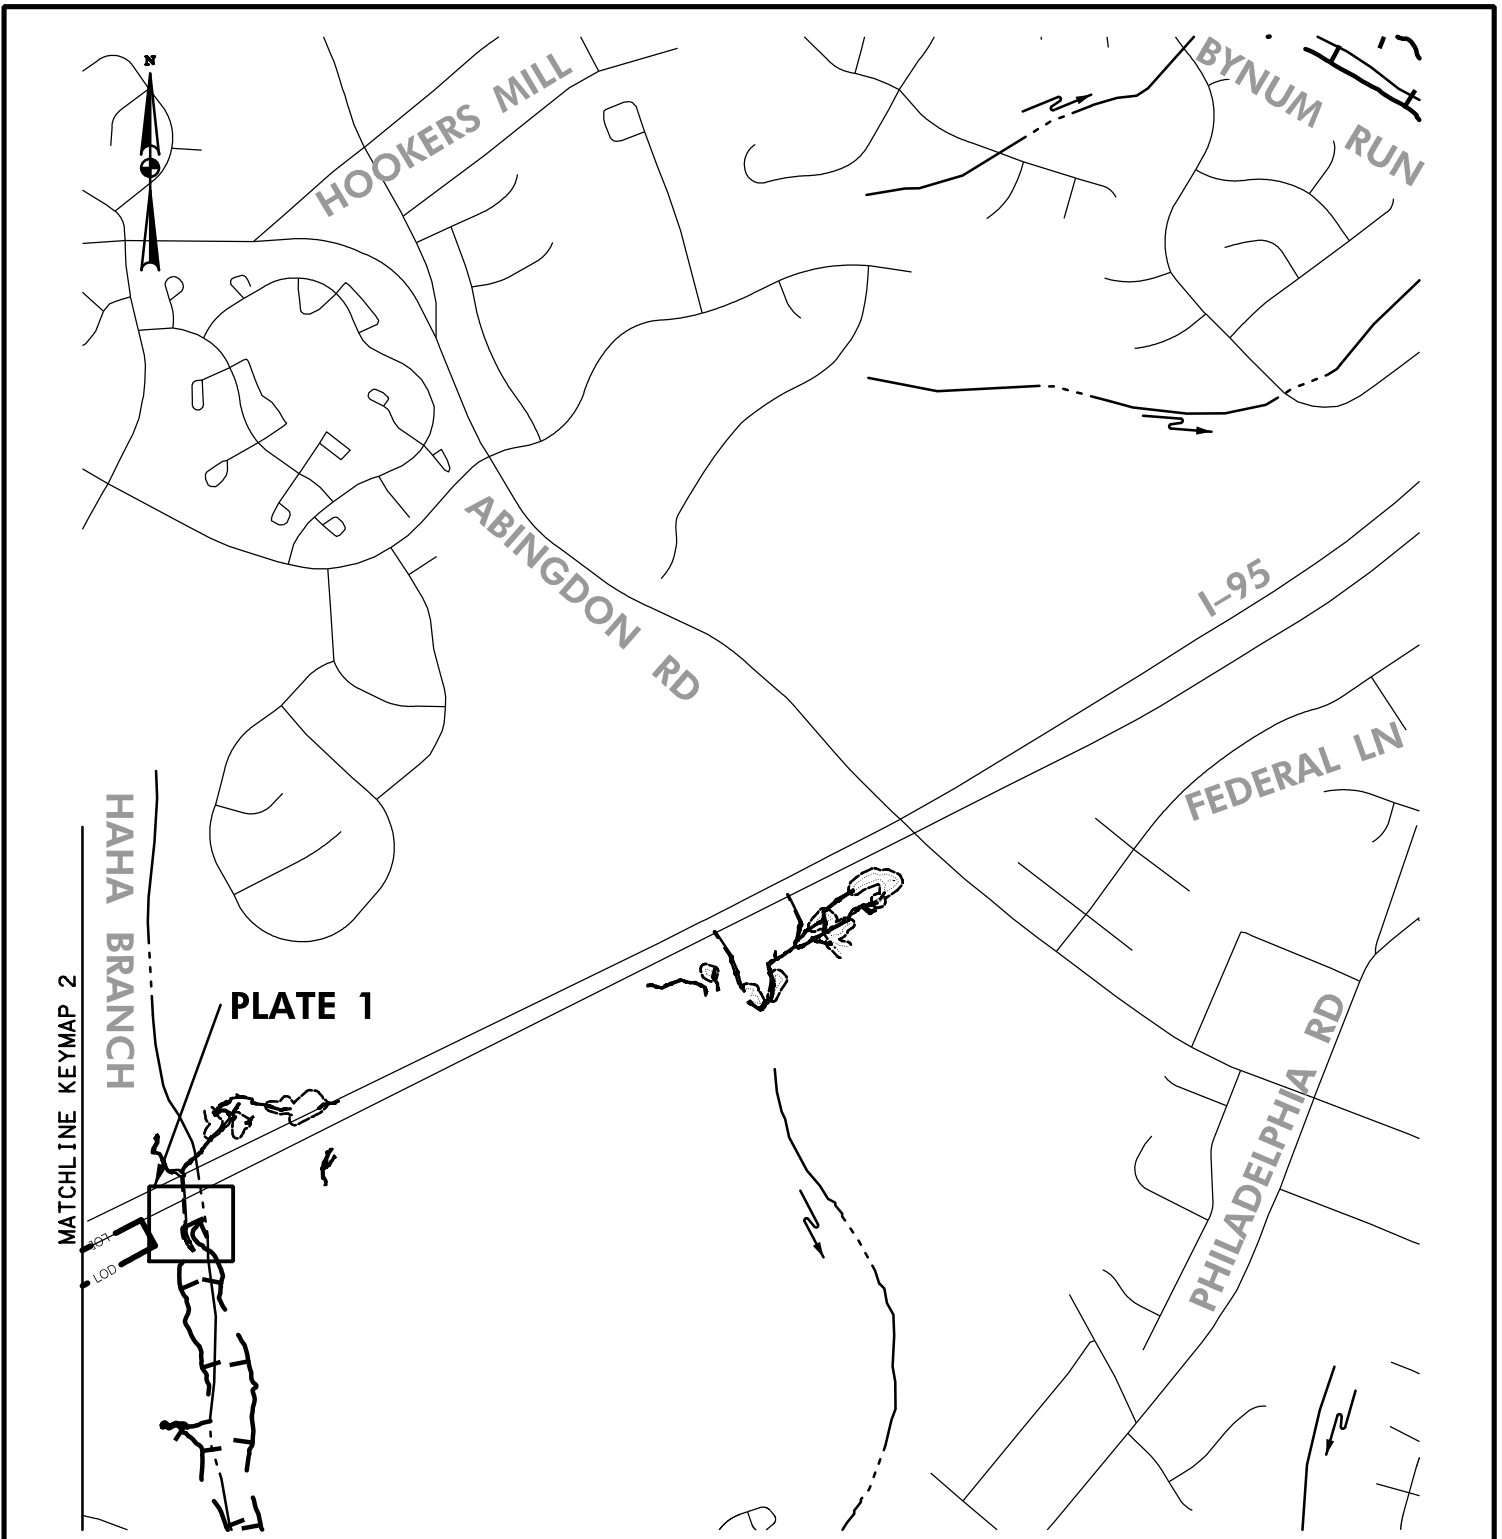 N
HOOKERS MILL
BYNUM RUN
ABINGDON RD
I-95
FEDERAL LN
HAHA BRANCH
PLATE 1
MATCHLINE KEYMAP 2
PHILADELPHIA RD
LOD
LOD